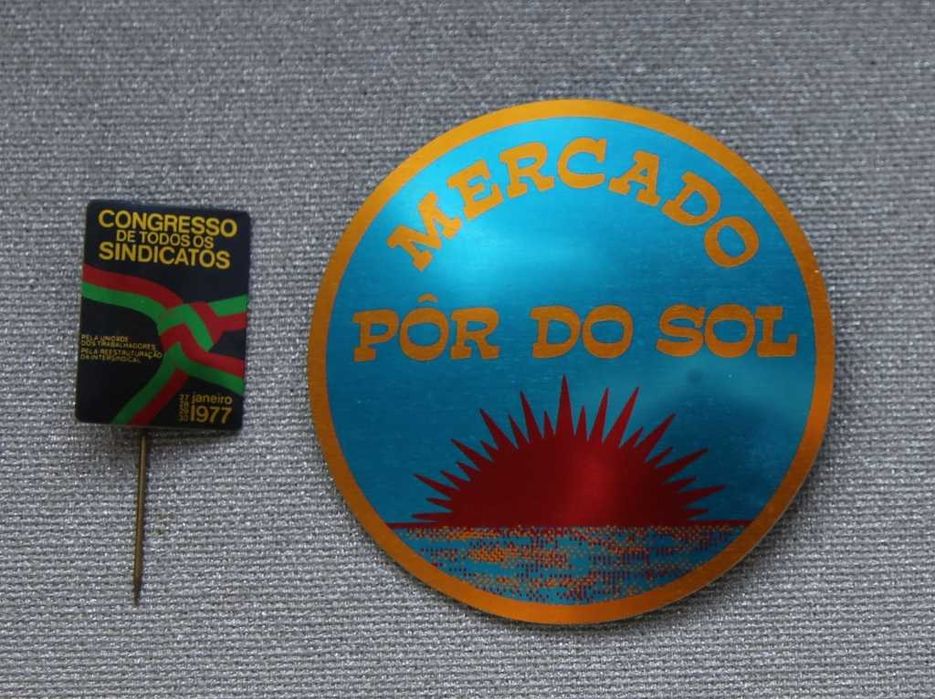 CONGRESSO
DE TODOS OS
SINDICATOS
PELA UNIDADE
DOS TRABALHADORES
PELA REESTRUTURAÇÃO
DA INTERSINDICAL
janeiro
1977
MERCADO
PÔR DO SOL